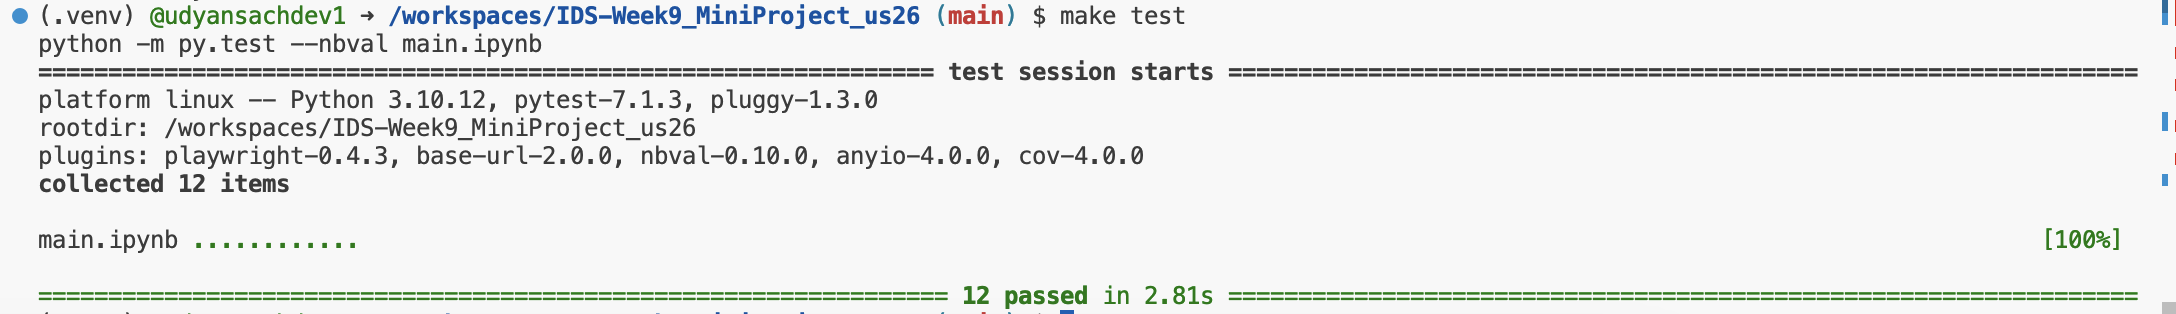 (.venv) @udyansachdev1 → /workspaces/IDS-Week9_MiniProject_us26 (main) $ make test
python -m py.test --nbval main.ipynb
================================================================ test session starts =================================================================
platform linux -- Python 3.10.12, pytest-7.1.3, pluggy-1.3.0
rootdir: /workspaces/IDS-Week9_MiniProject_us26
plugins: playwright-0.4.3, base-url-2.0.0, nbval-0.10.0, anyio-4.0.0, cov-4.0.0
collected 12 items
main.ipynb ............ [100%]
================================================================= 12 passed in 2.81s =================================================================